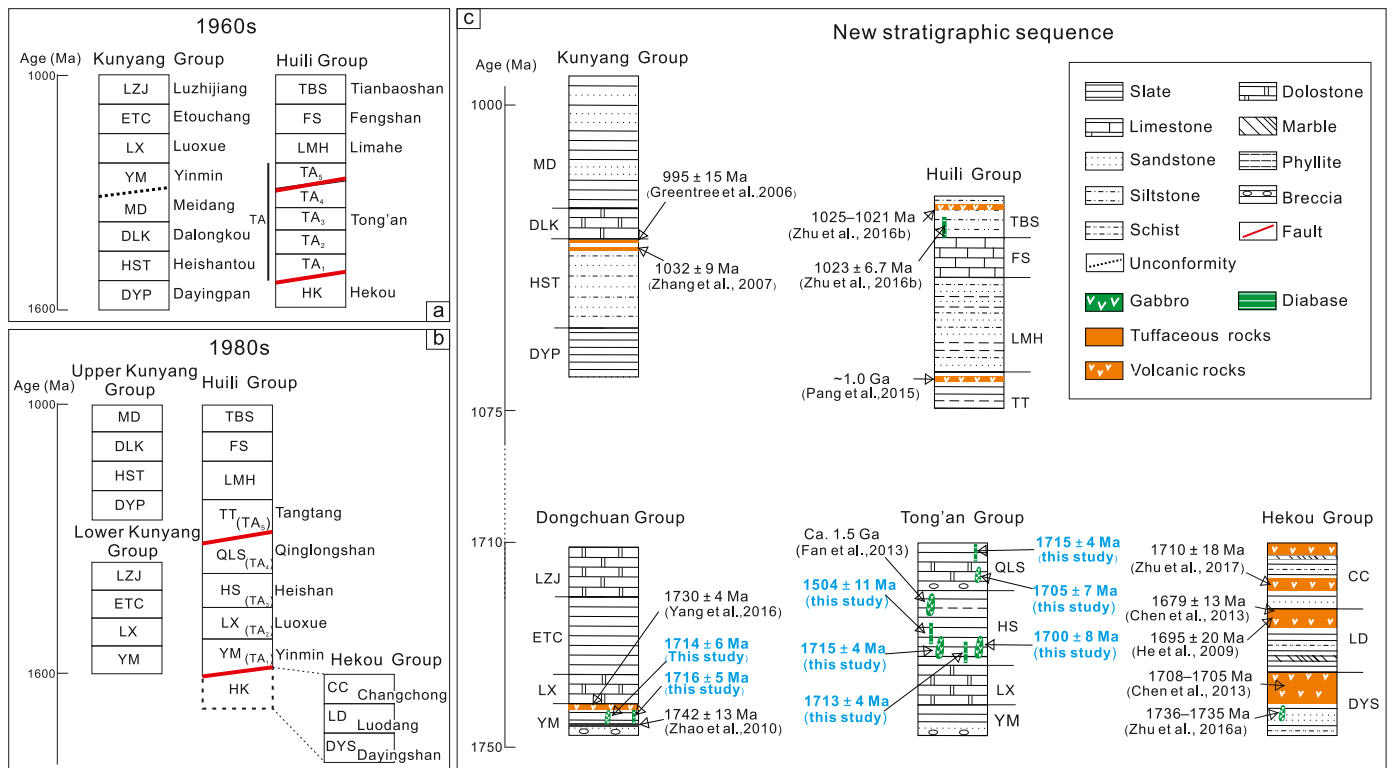 a
1960s
Age (Ma)
Kunyang Group
Huili Group
1000
1600
LZJ Luzhijiang
ETC Etouchang
LX Luoxue
YM Yinmin
MD Meidang
DLK Dalongkou
HST Heishantou
DYP Dayingpan
TBS Tianbaoshan
FS Fengshan
LMH Limahe
TA
TA5
TA4
TA3 Tong'an
TA2
TA1
HK Hekou
b
1980s
Age (Ma)
Upper Kunyang
Group
Huili Group
1000
1600
MD
DLK
HST
DYP
Lower Kunyang
Group
LZJ
ETC
LX
YM
TBS
FS
LMH
TT (TA5) Tangtang
QLS (TA4) Qinglongshan
HS (TA3) Heishan
LX (TA2) Luoxue
YM (TA1) Yinmin
HK
Hekou Group
CC Changchong
LD Luodang
DYS Dayingshan
c
New stratigraphic sequence
Age (Ma)
1000
1075
1710
1750
Kunyang Group
MD
DLK
HST
DYP
995 ± 15 Ma
(Greentree et al.,2006)
1032 ± 9 Ma
(Zhang et al., 2007)
Huili Group
TBS
FS
LMH
TT
1025–1021 Ma
(Zhu et al., 2016b)
1023 ± 6.7 Ma
(Zhu et al., 2016b)
~1.0 Ga
(Pang et al.,2015)
Slate
Limestone
Sandstone
Siltstone
Schist
Unconformity
Gabbro
Tuffaceous rocks
Volcanic rocks
Dolostone
Marble
Phyllite
Breccia
Fault
Diabase
Dongchuan Group
LZJ
ETC
LX
YM
1730 ± 4 Ma
(Yang et al.,2016)
1714 ± 6 Ma
(This study)
1716 ± 5 Ma
(this study)
1742 ± 13 Ma
(Zhao et al.,2010)
Tong'an Group
QLS
HS
LX
YM
Ca. 1.5 Ga
(Fan et al.,2013)
1504 ± 11 Ma
(this study)
1715 ± 4 Ma
(this study)
1713 ± 4 Ma
(this study)
1715 ± 4 Ma
(this study)
1705 ± 7 Ma
(this study)
1700 ± 8 Ma
(this study)
Hekou Group
CC
LD
DYS
1710 ± 18 Ma
(Zhu et al., 2017)
1679 ± 13 Ma
(Chen et al., 2013)
1695 ± 20 Ma
(He et al., 2009)
1708–1705 Ma
(Chen et al., 2013)
1736–1735 Ma
(Zhu et al., 2016a)